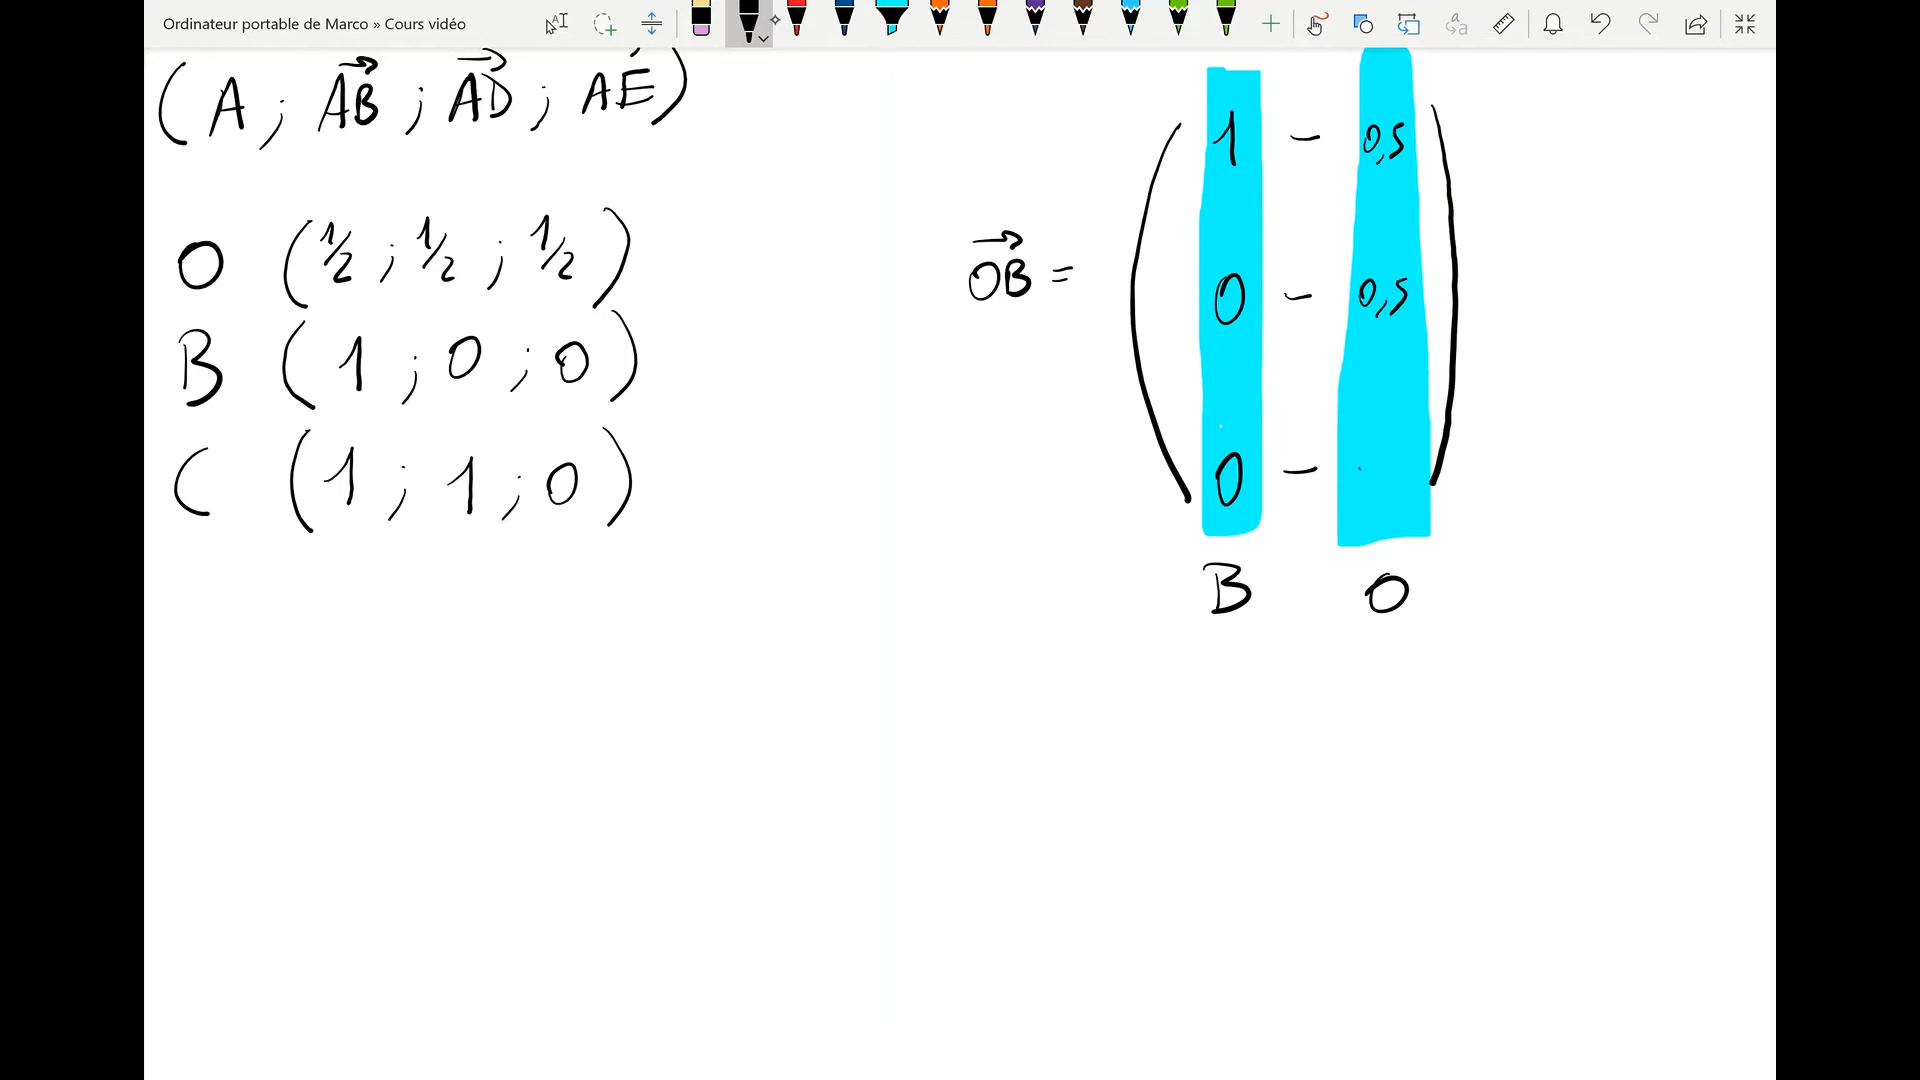 Ordinateur portable de Marco » Cours vidéo
(A ; AB ; AD ; AE)
O (1/2 ; 1/2 ; 1/2)
B (1 ; 0 ; 0)
C (1 ; 1 ; 0)
1 - 0,5
OB = ( 0 - 0,5 )
0 -
B O